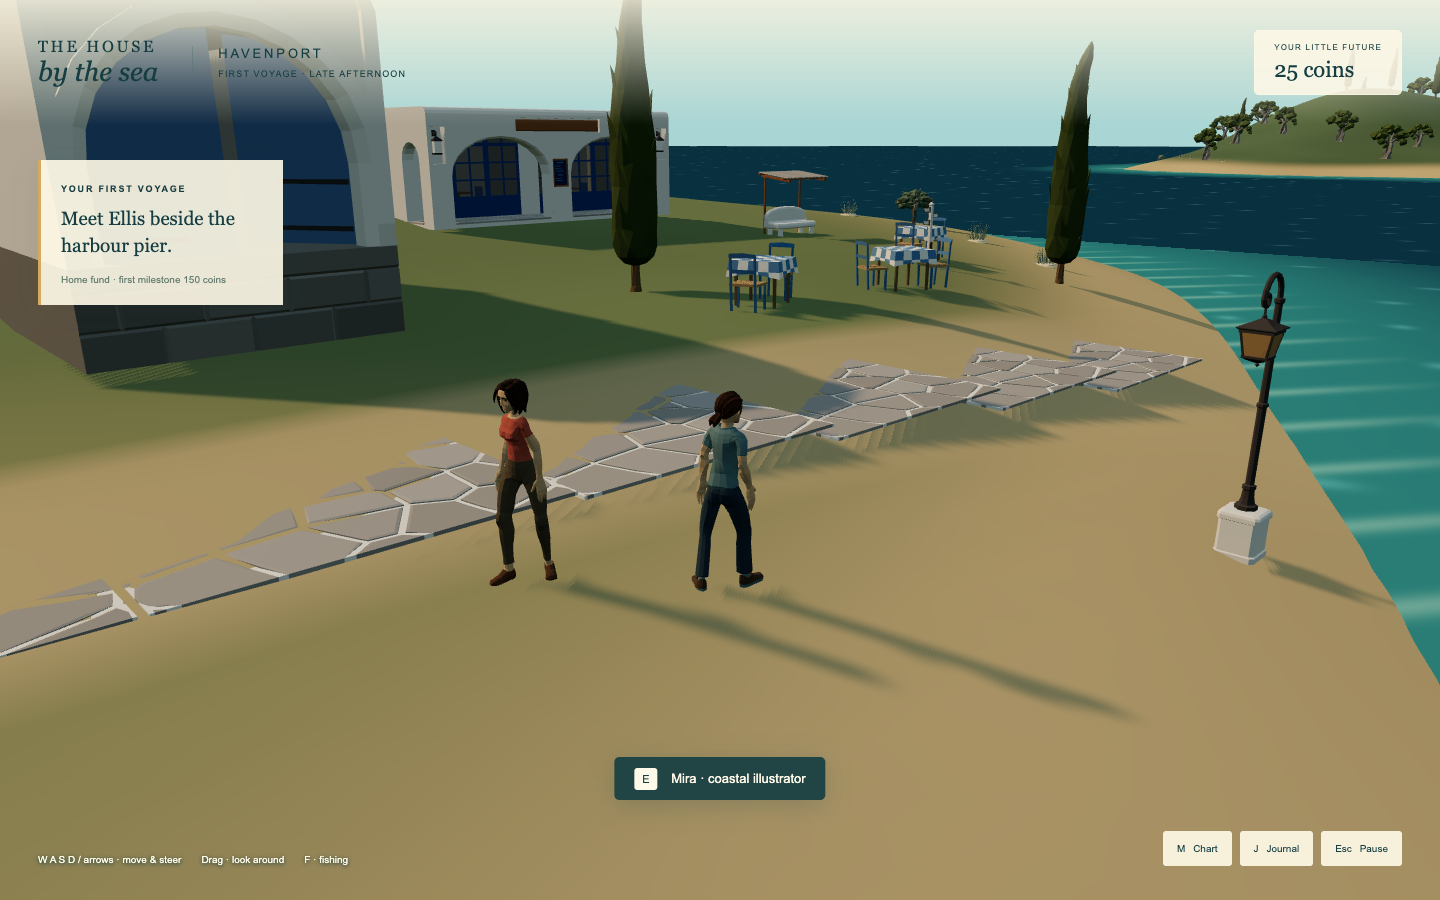 THE HOUSE
by the sea
HAVENPORT
FIRST VOYAGE · LATE AFTERNOON
YOUR LITTLE FUTURE
25 coins
YOUR FIRST VOYAGE
Meet Ellis beside the
harbour pier.
Home fund · first milestone 150 coins
E Mira · coastal illustrator
W A S D / arrows · move & steer Drag · look around F · fishing
M Chart J Journal Esc Pause